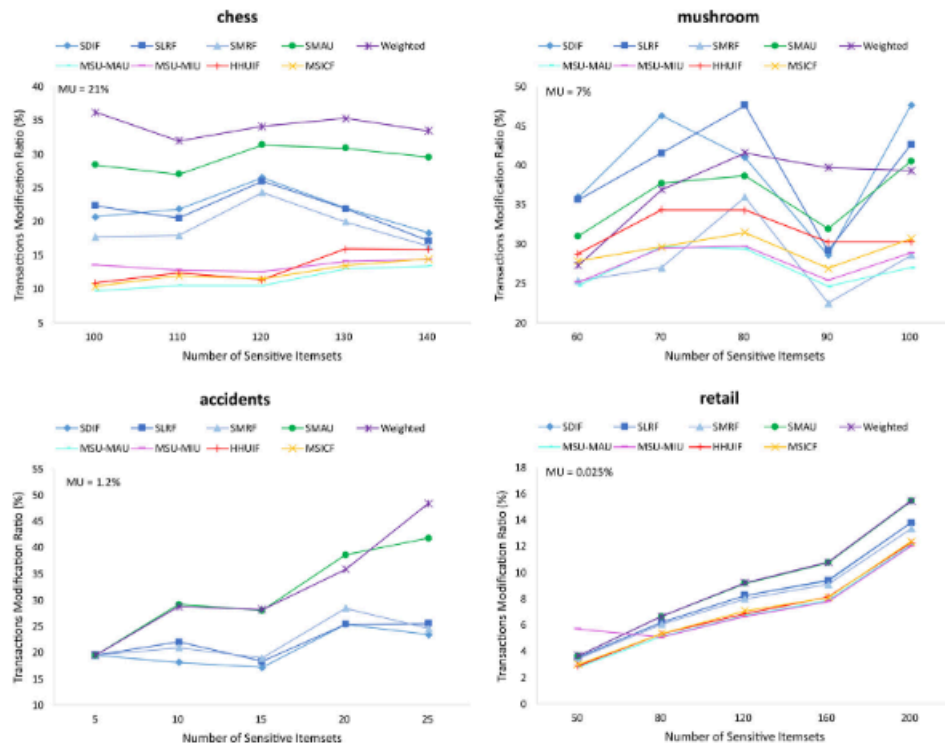 chess
SDIF SLRF SMRF SMAU Weighted
MSU-MAU MSU-MIU HHUIF MSICF
MU = 21%
Transactions Modification Ratio (%)
40
35
30
25
20
15
10
5
100 110 120 130 140
Number of Sensitive Itemsets
mushroom
SDIF SLRF SMRF SMAU Weighted
MSU-MAU MSU-MIU HHUIF MSICF
MU = 7%
Transactions Modification Ratio (%)
50
45
40
35
30
25
20
60 70 80 90 100
Number of Sensitive Itemsets
accidents
SDIF SLRF SMRF SMAU Weighted
MSU-MAU MSU-MIU HHUIF MSICF
MU = 1.2%
Transactions Modification Ratio (%)
55
50
45
40
35
30
25
20
15
10
5 10 15 20 25
Number of Sensitive Itemsets
retail
SDIF SLRF SMRF SMAU Weighted
MSU-MAU MSU-MIU HHUIF MSICF
MU = 0.025%
Transactions Modification Ratio (%)
18
16
14
12
10
8
6
4
2
0
50 80 120 160 200
Number of Sensitive Itemsets